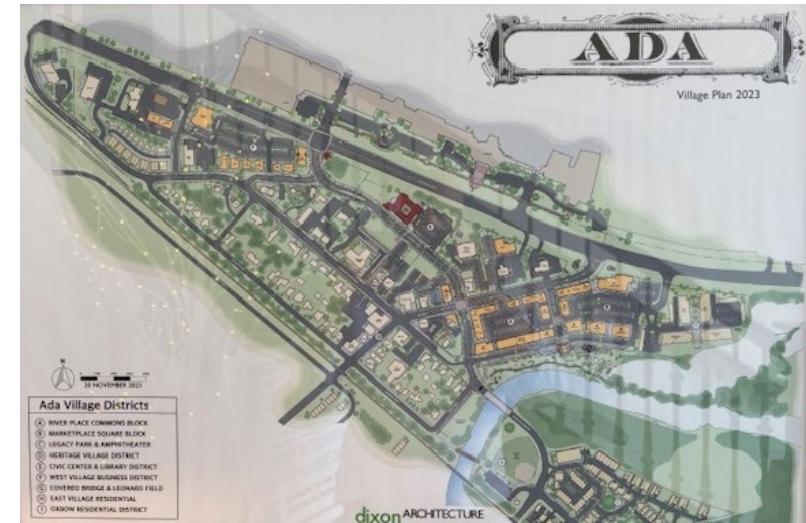 ADA
Village Plan 2023
N
20 NOVEMBER 2023
Ada Village Districts
A RIVER PLACE COMMONS BLOCK
B MARKETPLACE SQUARE BLOCK
C LEGACY PARK & AMPHITHEATER
D HERITAGE VILLAGE DISTRICT
E CIVIC CENTER & LIBRARY DISTRICT
F WEST VILLAGE BUSINESS DISTRICT
G COVERED BRIDGE & LEONARD FIELD
H EAST VILLAGE RESIDENTIAL
I OXBOW RESIDENTIAL DISTRICT
dixon ARCHITECTURE